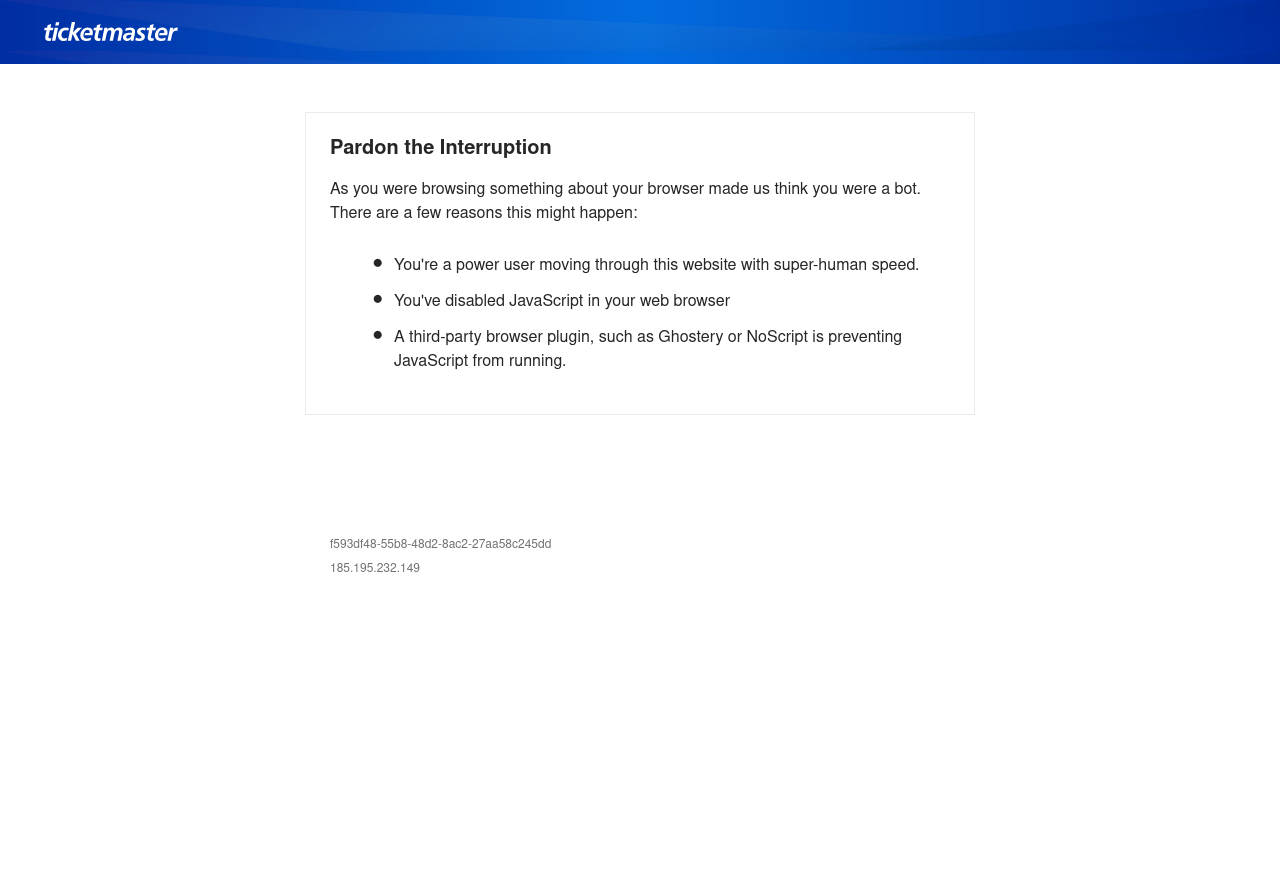 ticketmaster
Pardon the Interruption
As you were browsing something about your browser made us think you were a bot.
There are a few reasons this might happen:
● You're a power user moving through this website with super-human speed.
● You've disabled JavaScript in your web browser
● A third-party browser plugin, such as Ghostery or NoScript is preventing
JavaScript from running.
f593df48-55b8-48d2-8ac2-27aa58c245dd
185.195.232.149